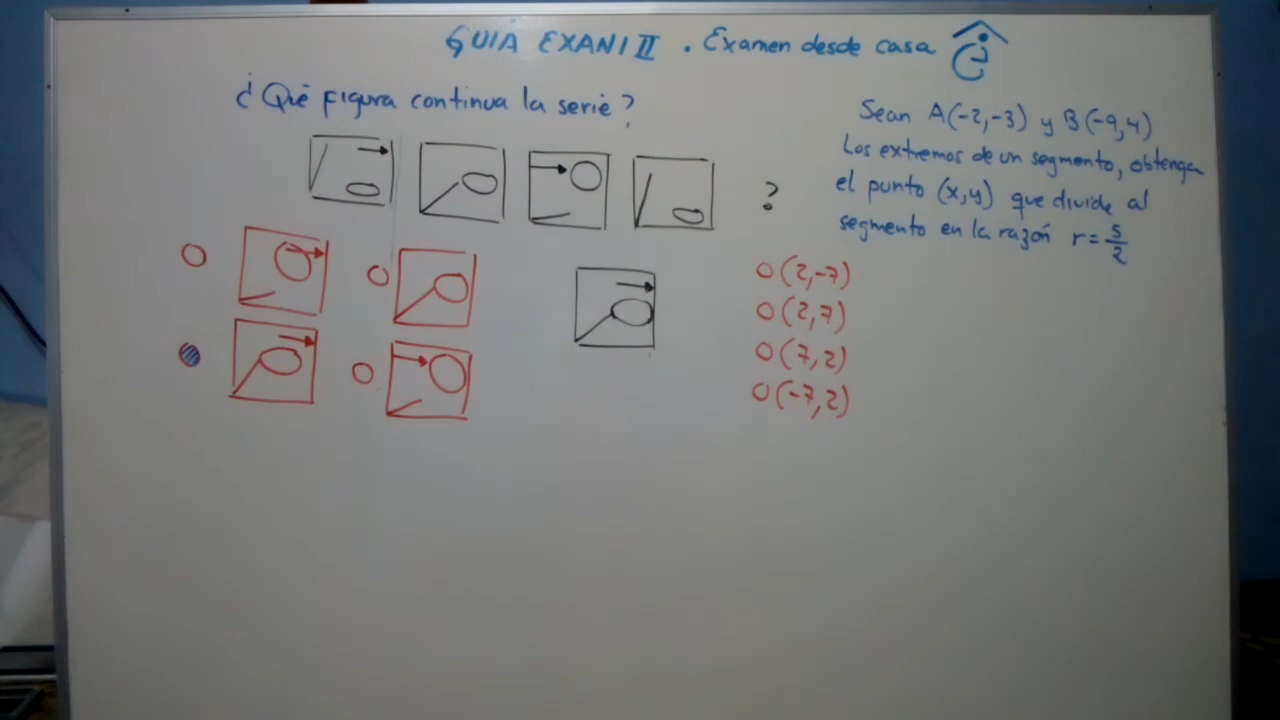 GUIA EXANI II . Examen desde casa
¿Qué figura continua la serie?
?
Sean A(-2,-3) y B(-9,4)
Los extremos de un segmento, obtengan
el punto (x,y) que divide al
segmento en la razón r=5/2
(2,-7)
(2,7)
(7,2)
(-7,2)